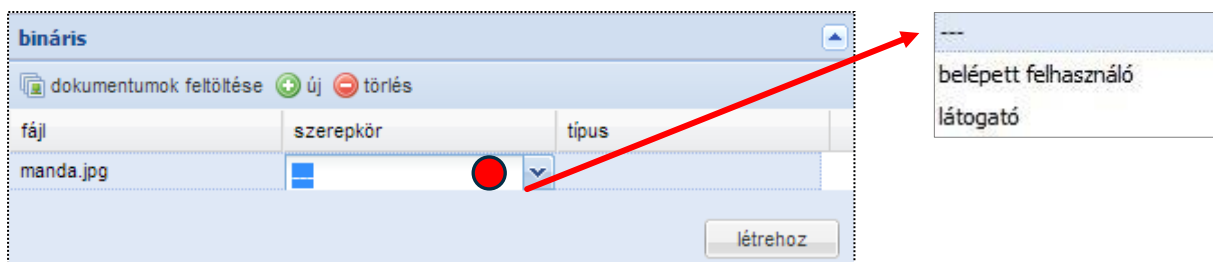 bináris
dokumentumok feltöltése új törlés
fájl szerepkör típus
manda.jpg
létrehoz
---
belépett felhasználó
látogató